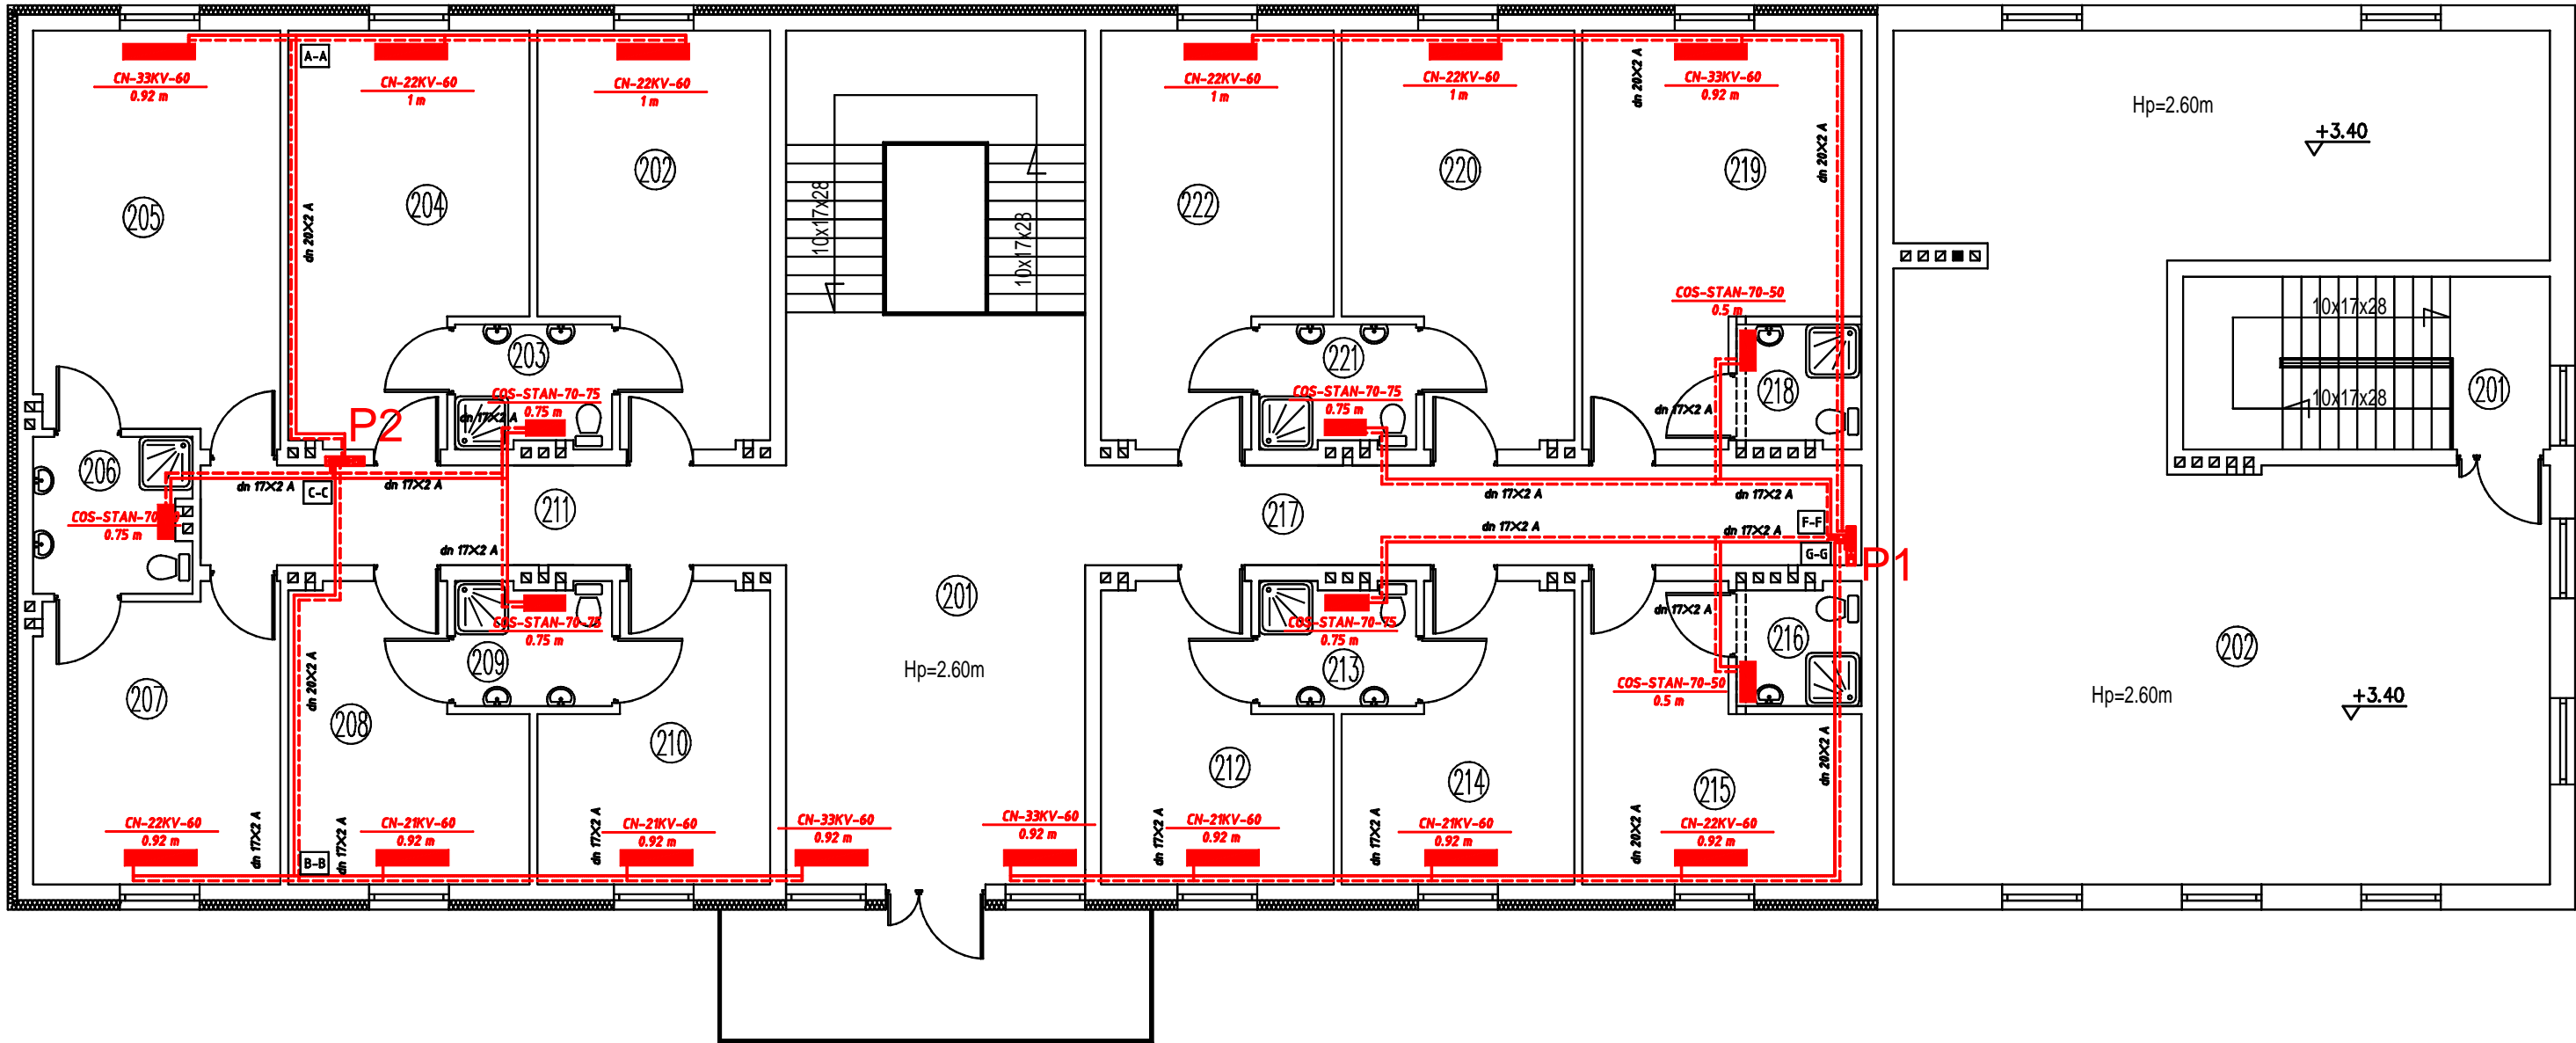 A-A
CN-33KV-60
0.92 m
CN-22KV-60
1 m
CN-22KV-60
1 m
CN-22KV-60
1 m
CN-22KV-60
1 m
CN-33KV-60
0.92 m
dn 20X2 A
dn 20X2 A
Hp=2.60m
+3.40
205
204
202
222
220
219
dn 20X2 A
10x17x28
10x17x28
COS-STAN-70-50
0.5 m
10x17x28
10x17x28
203
221
218
201
COS-STAN-70-75
0.75 m
dn 17X2 A
COS-STAN-70-75
0.75 m
dn 17X2 A
P2
206
C-C
dn 17X2 A
dn 17X2 A
211
217
dn 17X2 A
dn 17X2 A
COS-STAN-70
0.75 m
dn 17X2 A
dn 17X2 A
dn 17X2 A
F-F
G-G
P1
201
Hp=2.60m
COS-STAN-70-75
0.75 m
COS-STAN-70-75
0.75 m
dn 17X2 A
216
202
209
213
COS-STAN-70-50
0.5 m
Hp=2.60m
+3.40
207
208
210
212
214
215
dn 20X2 A
dn 20X2 A
CN-22KV-60
0.92 m
dn 17X2 A
B-B
dn 17X2 A
CN-21KV-60
0.92 m
dn 17X2 A
CN-21KV-60
0.92 m
CN-33KV-60
0.92 m
CN-33KV-60
0.92 m
dn 17X2 A
CN-21KV-60
0.92 m
dn 17X2 A
CN-21KV-60
0.92 m
dn 20X2 A
CN-22KV-60
0.92 m